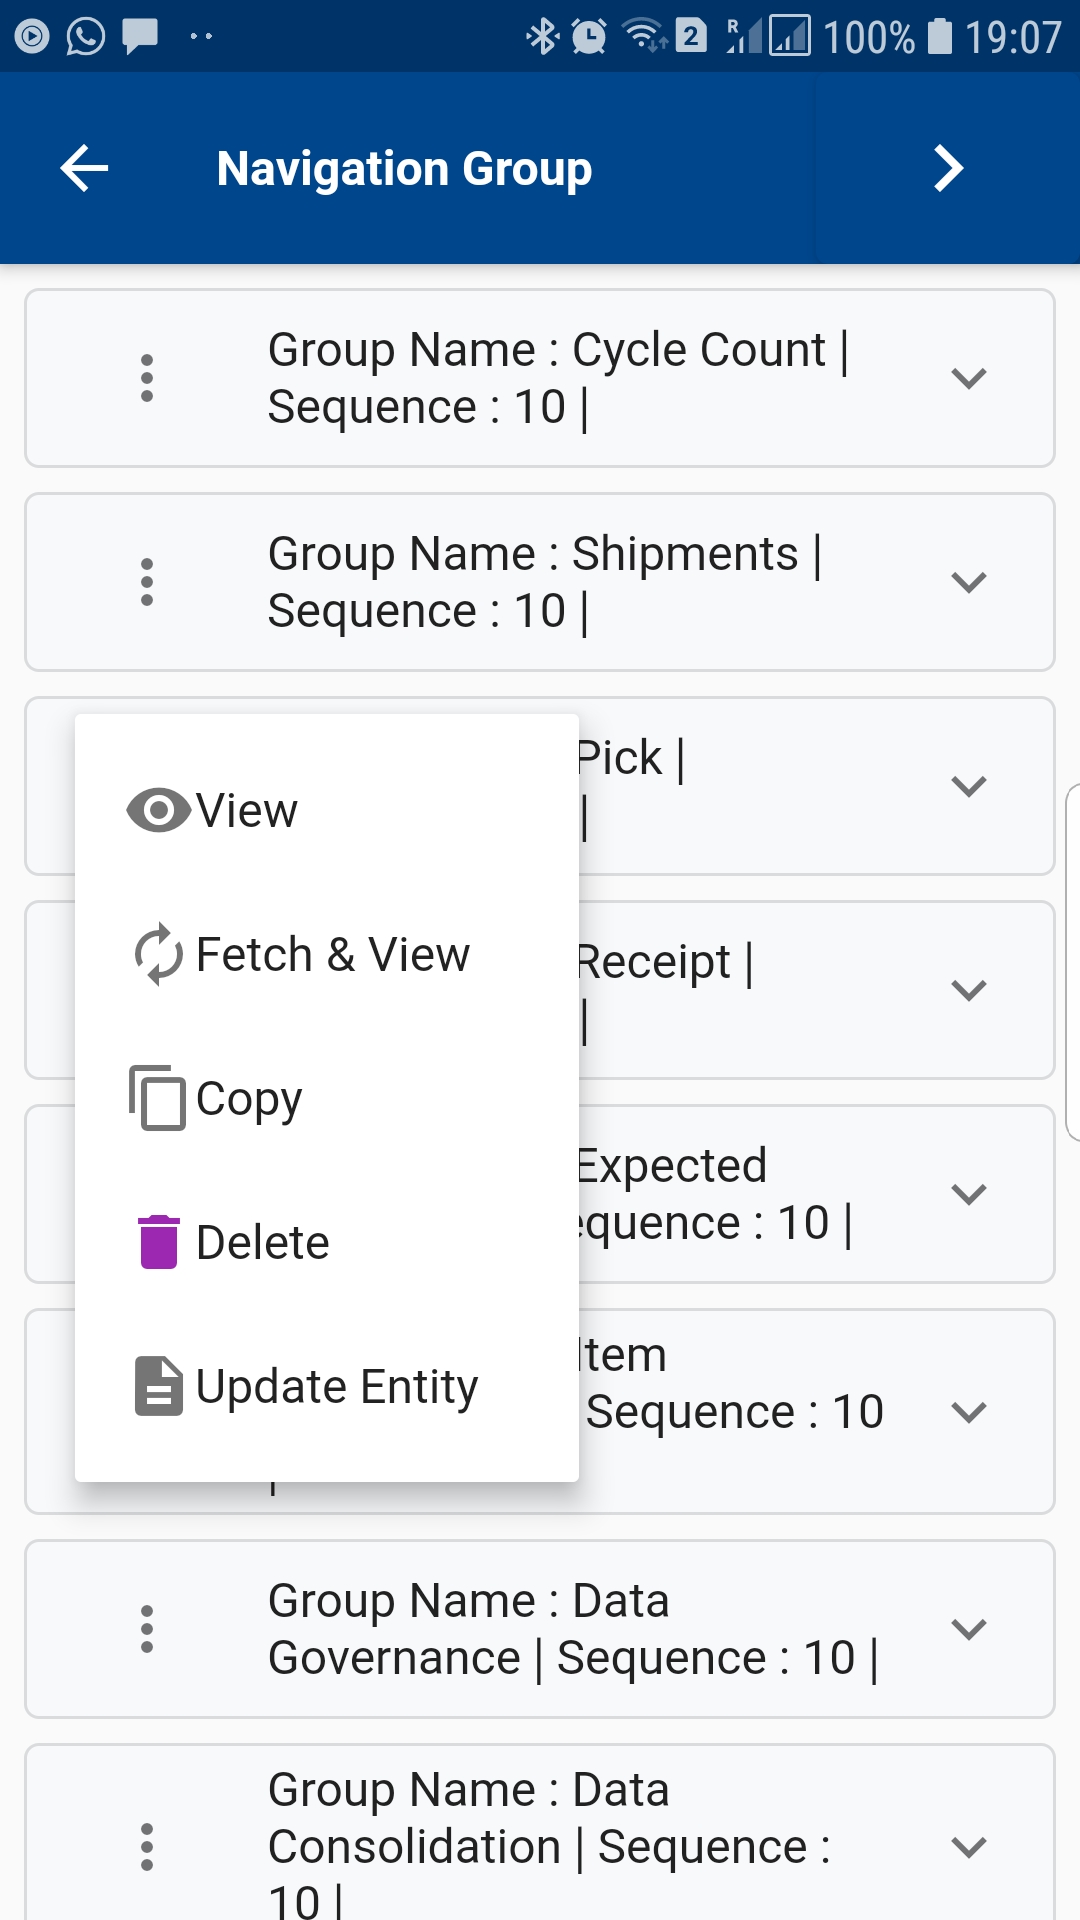 2 R 100% 19:07
Navigation Group
Group Name : Cycle Count |
Sequence : 10 |
Group Name : Shipments |
Sequence : 10 |
Pick |
|
Receipt |
|
Expected
equence : 10 |
Item
Sequence : 10
|
View
Fetch & View
Copy
Delete
Update Entity
Group Name : Data
Governance | Sequence : 10 |
Group Name : Data
Consolidation | Sequence :
10 |